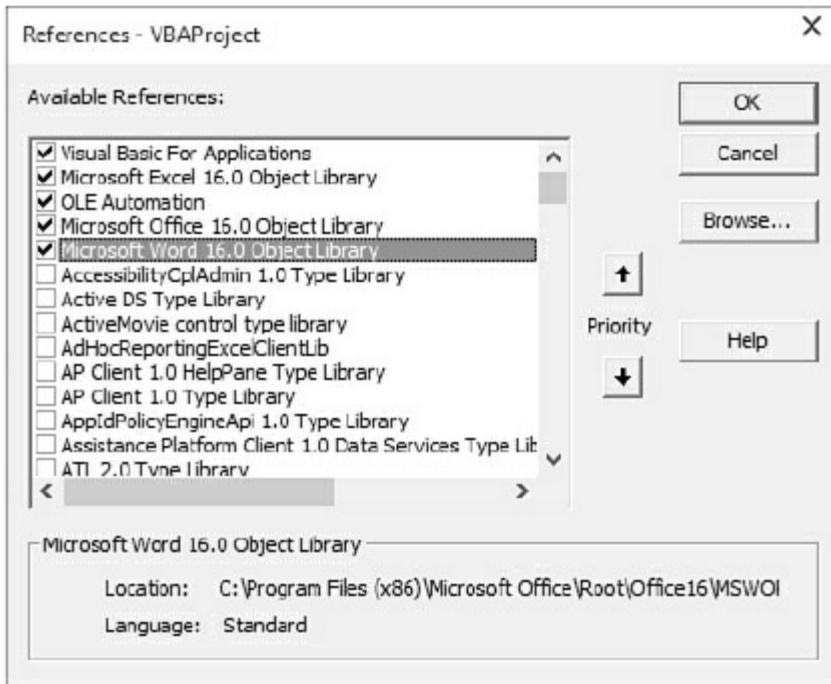 References - VBAProject
Available References:
Visual Basic For Applications
Microsoft Excel 16.0 Object Library
OLE Automation
Microsoft Office 16.0 Object Library
Microsoft Word 16.0 Object Library
AccessibilityCplAdmin 1.0 Type Library
Active DS Type Library
ActiveMovie control type library
AdHocReportingExcelClientLib
AP Client 1.0 HelpPane Type Library
AP Client 1.0 Type Library
AppIdPolicyEngineApi 1.0 Type Library
Assistance Platform Client 1.0 Data Services Type Lib
ATL 2.0 Type Library
OK
Cancel
Browse...
Priority
Help
Microsoft Word 16.0 Object Library
Location: C:\Program Files (x86)\Microsoft Office\Root\Office16\MSWO
Language: Standard